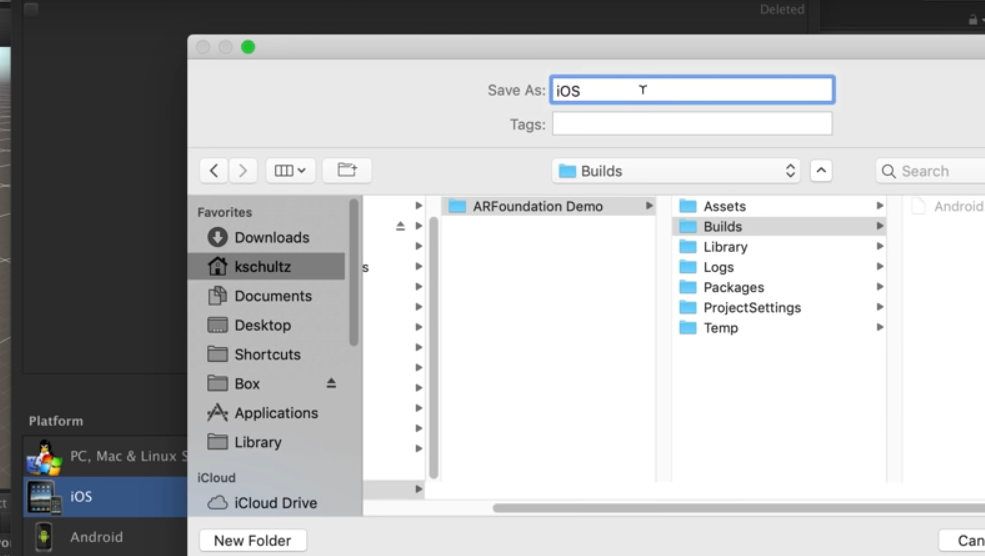 Deleted
Save As: iOS
Tags:
Builds
Search
Favorites
Downloads
kschultz
Documents
Desktop
Shortcuts
Box
Applications
Library
iCloud
iCloud Drive
s
ARFoundation Demo
Assets
Builds
Library
Logs
Packages
ProjectSettings
Temp
Android
Platform
PC, Mac & Linux S
iOS
Android
New Folder
Can